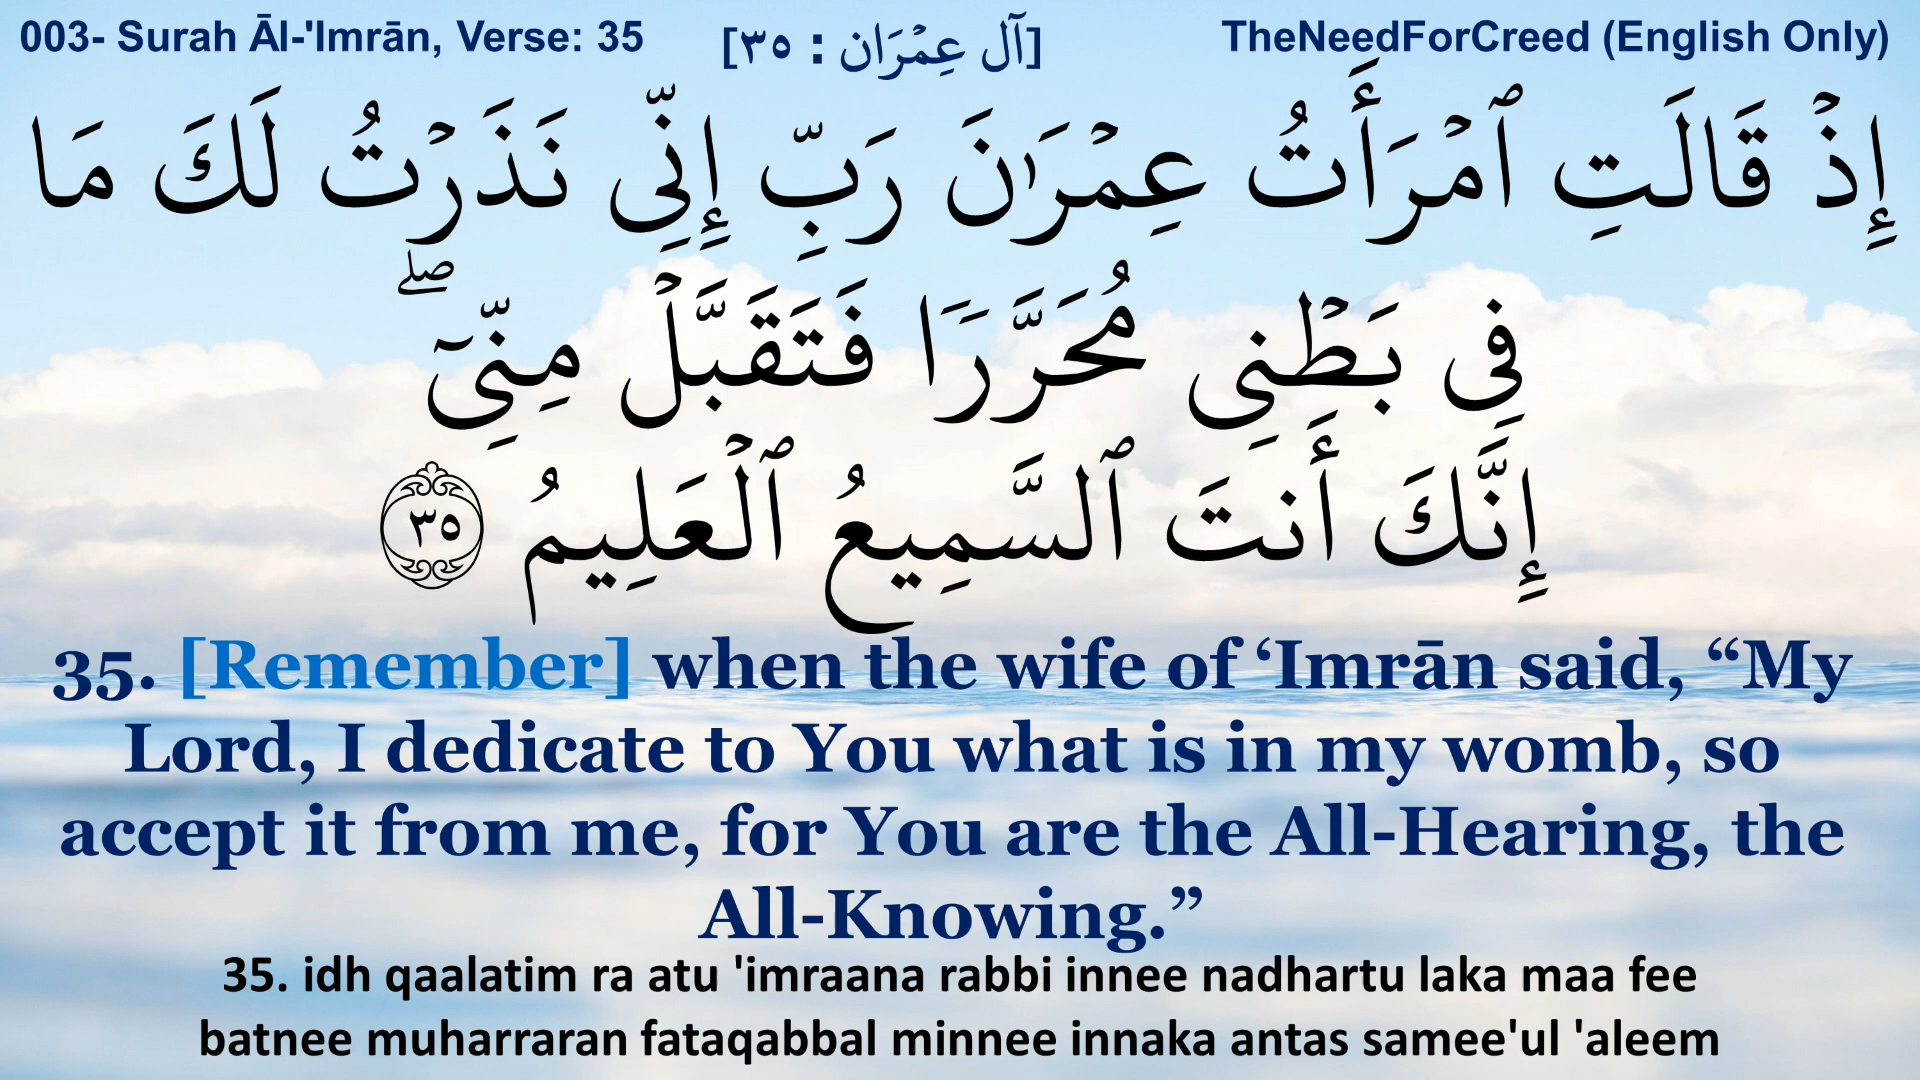 003- Surah Āl-'Imrān, Verse: 35
[آل عِمْرَان : ٣٥]
TheNeedForCreed (English Only)
إِذْ قَالَتِ ٱمْرَأَتُ عِمْرَٰنَ رَبِّ إِنِّى نَذَرْتُ لَكَ مَا
فِى بَطْنِى مُحَرَّرًا فَتَقَبَّلْ مِنِّىٓ ۖ
إِنَّكَ أَنتَ ٱلسَّمِيعُ ٱلْعَلِيمُ ٣٥
35. [Remember] when the wife of ‘Imrān said, “My
Lord, I dedicate to You what is in my womb, so
accept it from me, for You are the All-Hearing, the
All-Knowing.”
35. idh qaalatim ra atu 'imraana rabbi innee nadhartu laka maa fee
batnee muharraran fataqabbal minnee innaka antas samee'ul 'aleem